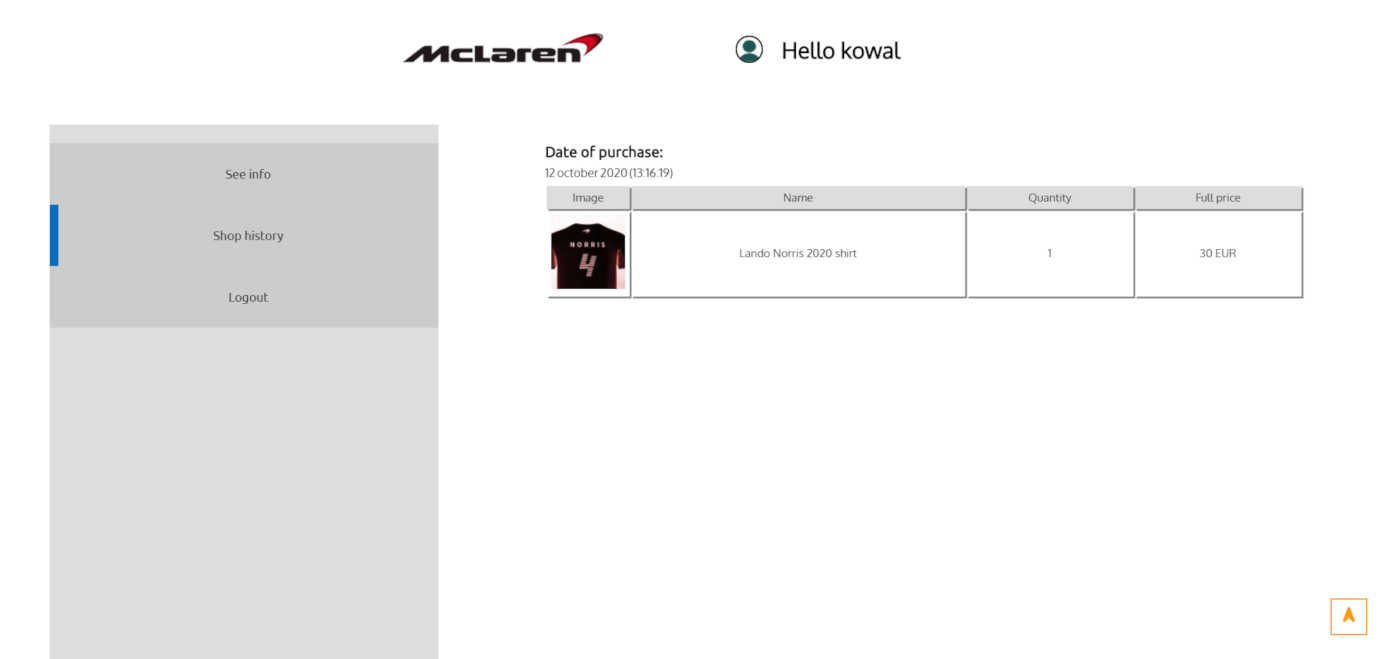 McLaren
Hello kowal
See info
Shop history
Logout
Date of purchase:
12 october 2020 (13:16:19)
Image Name Quantity Full price
NORRIS
4
Lando Norris 2020 shirt 1 30 EUR